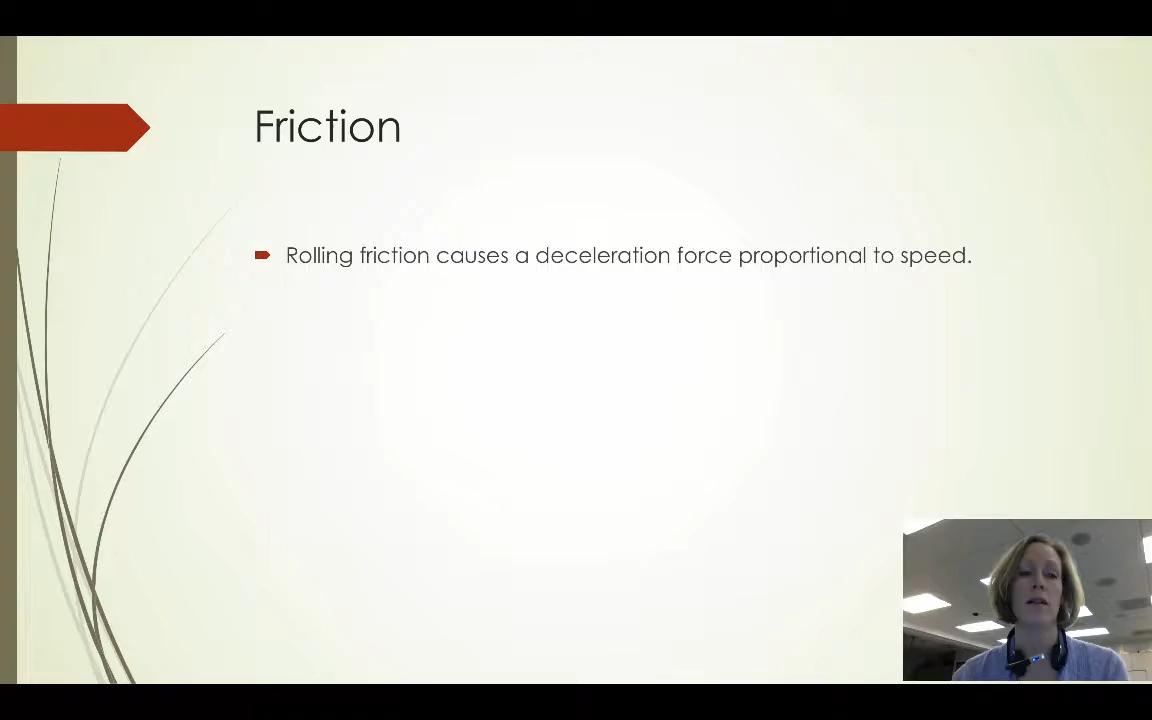 Friction
Rolling friction causes a deceleration force proportional to speed.